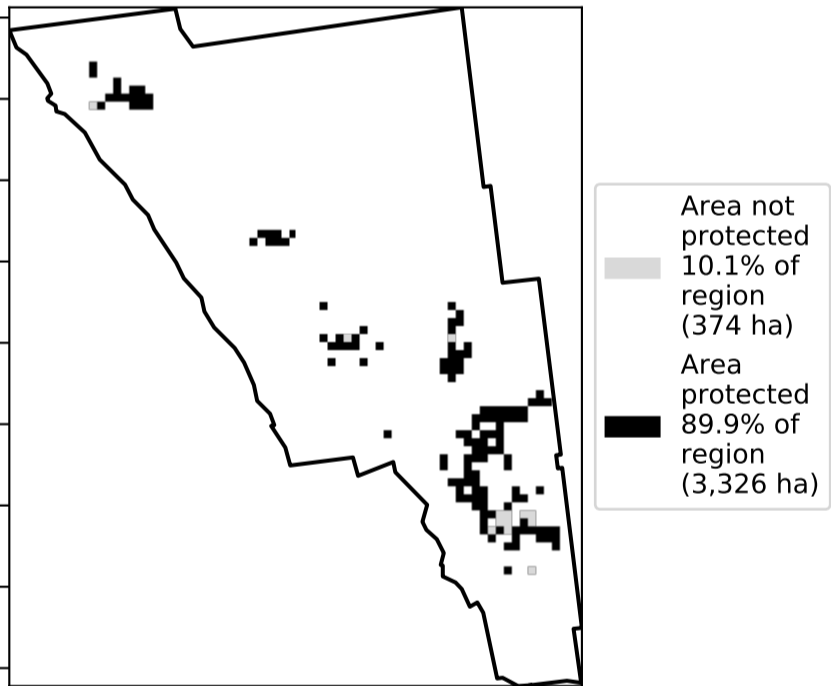 Area not
protected
10.1% of
region
(374 ha)
Area
protected
89.9% of
region
(3,326 ha)